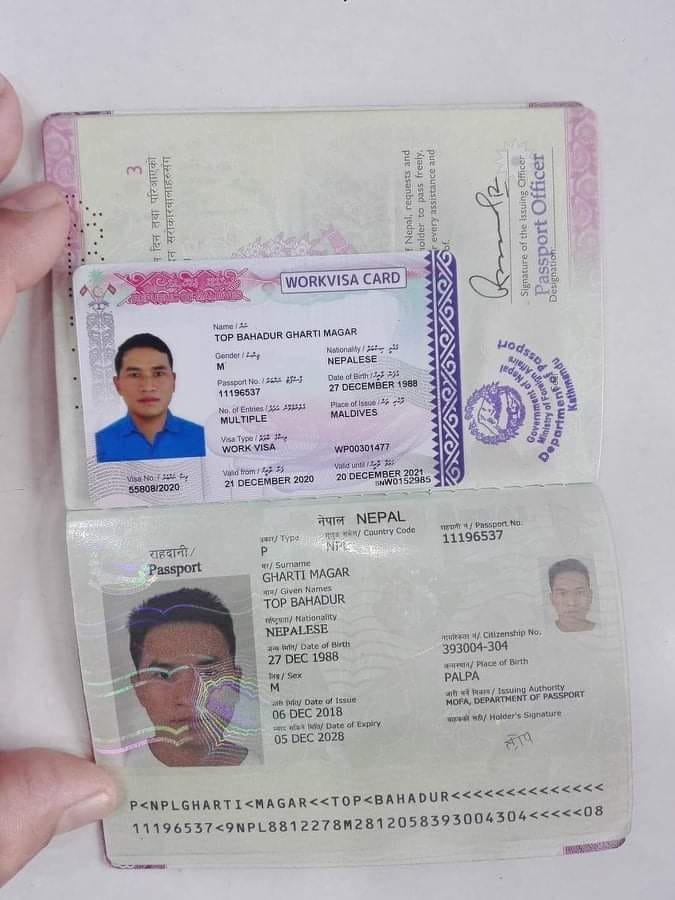 3
दिन तथा परिआएको
f Nepal, requests and
holder to pass freely,
every assistance and
of.
Signature of the Issuing Officer
Passport Officer
Designation:
Government of Nepal
Ministry of Foreign Affairs
Department of Passport
Kathmandu
WORKVISA CARD
Name /
TOP BAHADUR GHARTI MAGAR
Gender /
M
Nationality /
NEPALESE
Passport No. /
11196537
Date of Birth /
27 DECEMBER 1988
No. of Entries /
MULTIPLE
Place of Issue /
MALDIVES
Visa Type /
WORK VISA
WP00301477
Visa No. /
55808/2020
Valid from /
21 DECEMBER 2020
Valid until /
20 DECEMBER 2021
SNW0152985
नेपाल NEPAL
राहदानी/
Passport
प्रकार/ Type
P
Country Code
NPL
राहदानी नं/ Passport No.
11196537
थर/ Surname
GHARTI MAGAR
नाम/ Given Names
TOP BAHADUR
राष्ट्रियता/ Nationality
NEPALESE
जन्म मिति/ Date of Birth
27 DEC 1988
नागरिकता नं/ Citizenship No.
393004-304
लिङ्ग/ Sex
M
जन्मस्थान/ Place of Birth
PALPA
जारी मिति/ Date of Issue
06 DEC 2018
जारी गर्ने निकाय/ Issuing Authority
MOFA, DEPARTMENT OF PASSPORT
Date of Expiry
05 DEC 2028
वाहकको सही/ Holder's Signature
P<NPLGHARTI<MAGAR<<TOP<BAHADUR<<<<<<<<<<<<<<
11196537<9NPL8812278M2812058393004304<<<<<08